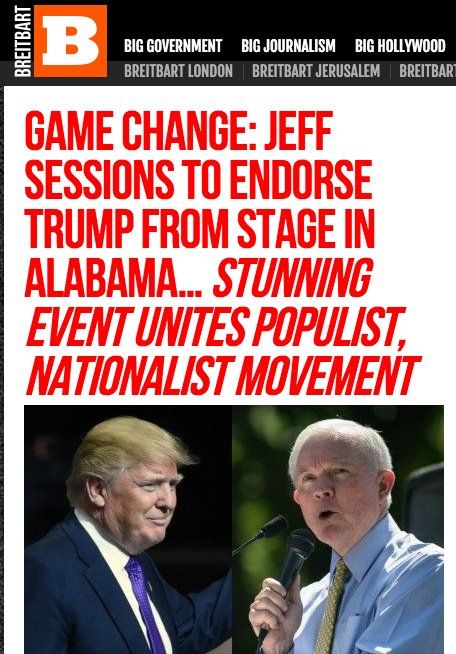 BREITBART
B
BIG GOVERNMENT BIG JOURNALISM BIG HOLLYWOOD
BREITBART LONDON BREITBART JERUSALEM BREITBART
GAME CHANGE: JEFF
SESSIONS TO ENDORSE
TRUMP FROM STAGE IN
ALABAMA... STUNNING
EVENT UNITES POPULIST,
NATIONALIST MOVEMENT